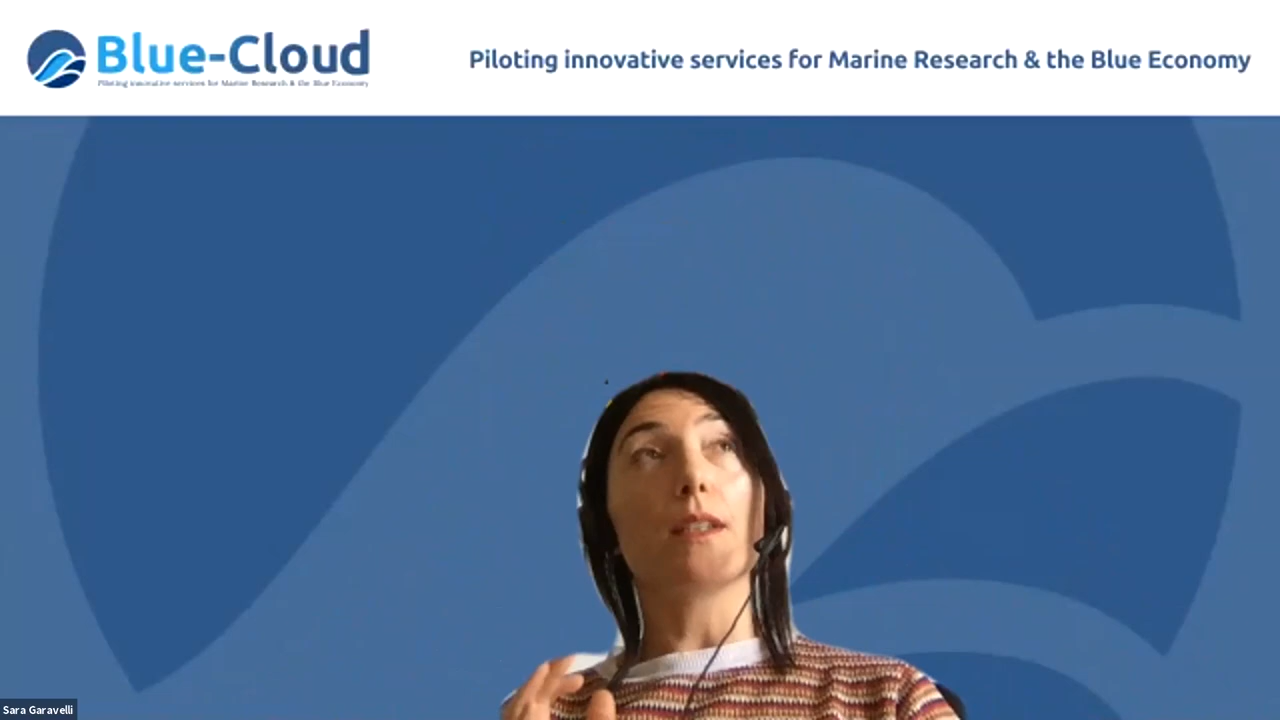 Blue-Cloud
Piloting innovative services for Marine Research & the Blue Economy
Piloting innovative services for Marine Research & the Blue Economy
Sara Garavelli